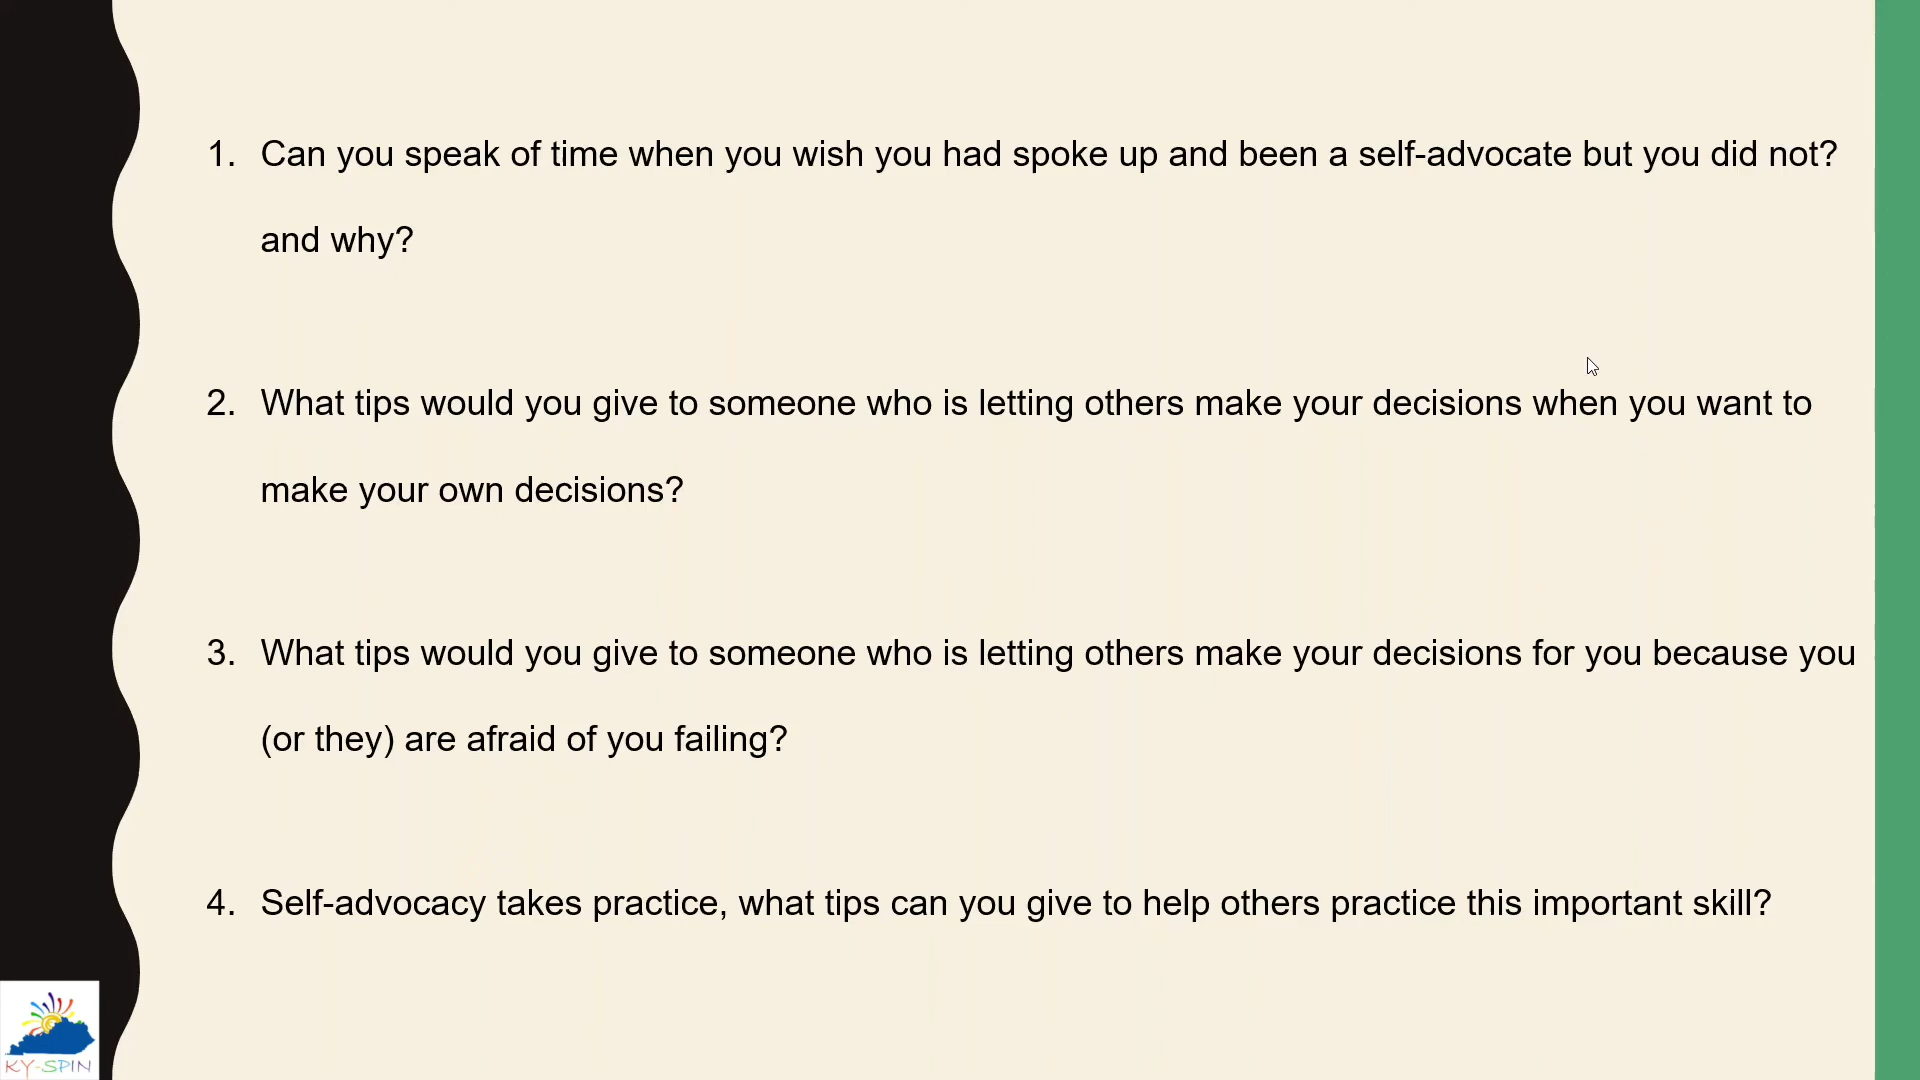 1. Can you speak of time when you wish you had spoke up and been a self-advocate but you did not?
and why?
2. What tips would you give to someone who is letting others make your decisions when you want to
make your own decisions?
3. What tips would you give to someone who is letting others make your decisions for you because you
(or they) are afraid of you failing?
4. Self-advocacy takes practice, what tips can you give to help others practice this important skill?
KY-SPIN